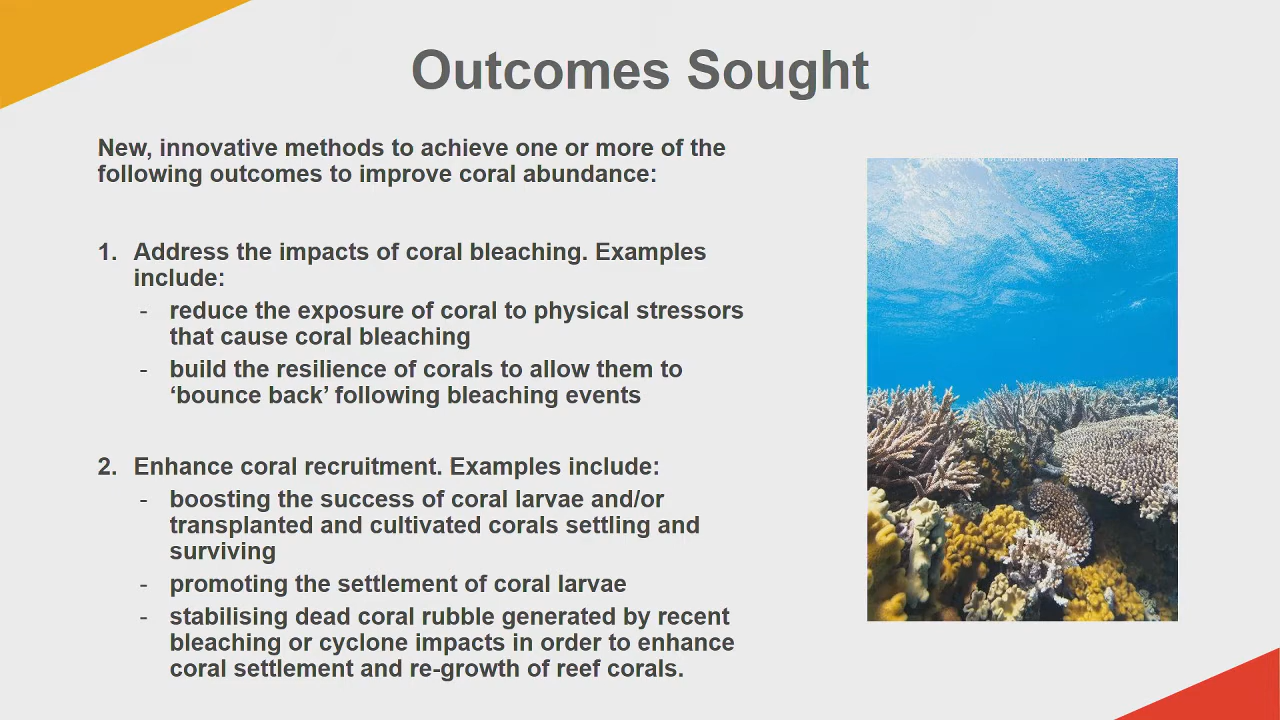 Outcomes Sought
New, innovative methods to achieve one or more of the
following outcomes to improve coral abundance:
1. Address the impacts of coral bleaching. Examples
include:
- reduce the exposure of coral to physical stressors
that cause coral bleaching
- build the resilience of corals to allow them to
‘bounce back’ following bleaching events
2. Enhance coral recruitment. Examples include:
- boosting the success of coral larvae and/or
transplanted and cultivated corals settling and
surviving
- promoting the settlement of coral larvae
- stabilising dead coral rubble generated by recent
bleaching or cyclone impacts in order to enhance
coral settlement and re-growth of reef corals.